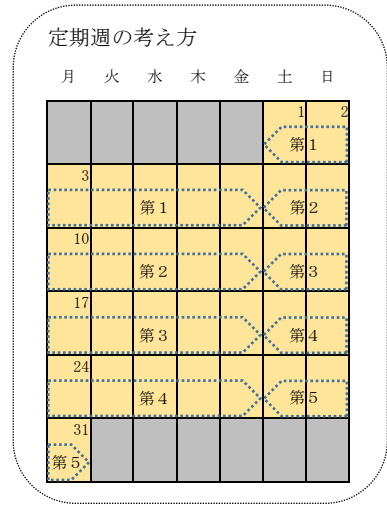 定期週の考え方
月 火 水 木 金 土 日
1 2
第1
3
第1 第2
10
第2 第3
17
第3 第4
24
第4 第5
31
第5